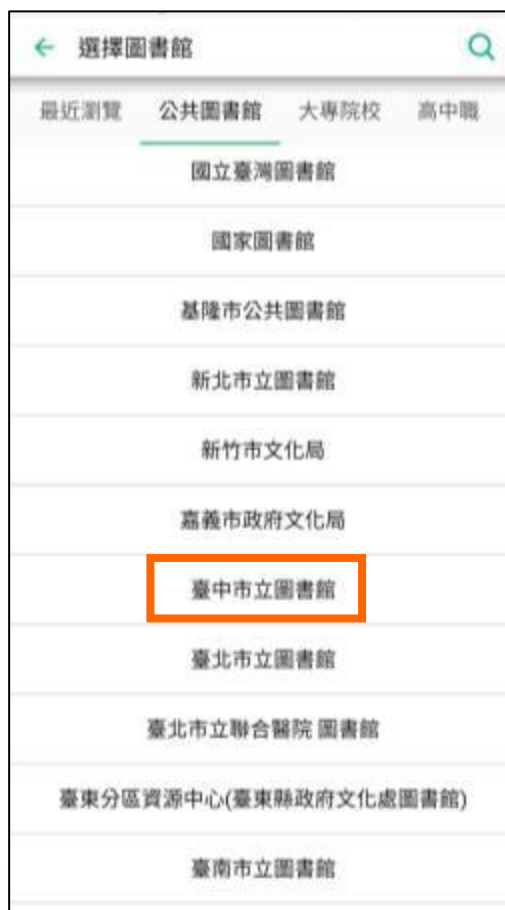 選擇圖書館
最近瀏覽 公共圖書館 大專院校 高中職
國立臺灣圖書館
國家圖書館
基隆市公共圖書館
新北市立圖書館
新竹市文化局
嘉義市政府文化局
臺中市立圖書館
臺北市立圖書館
臺北市立聯合醫院 圖書館
臺東分區資源中心(臺東縣政府文化處圖書館)
臺南市立圖書館